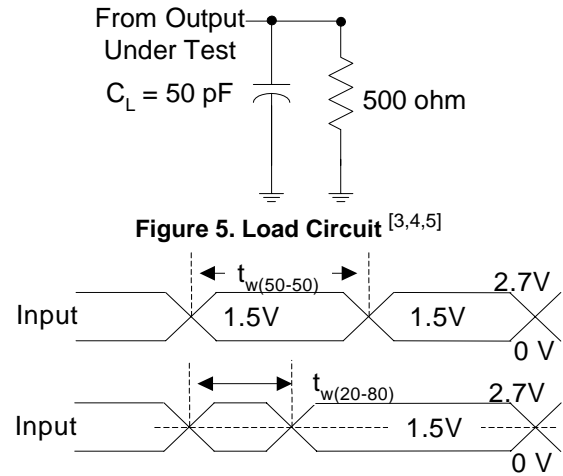 From Output
Under Test
C_L = 50 pF
500 ohm
Figure 5. Load Circuit [3,4,5]
t_w(50-50)
2.7V
Input
1.5V
1.5V
0 V
t_w(20-80)
2.7V
Input
1.5V
0 V